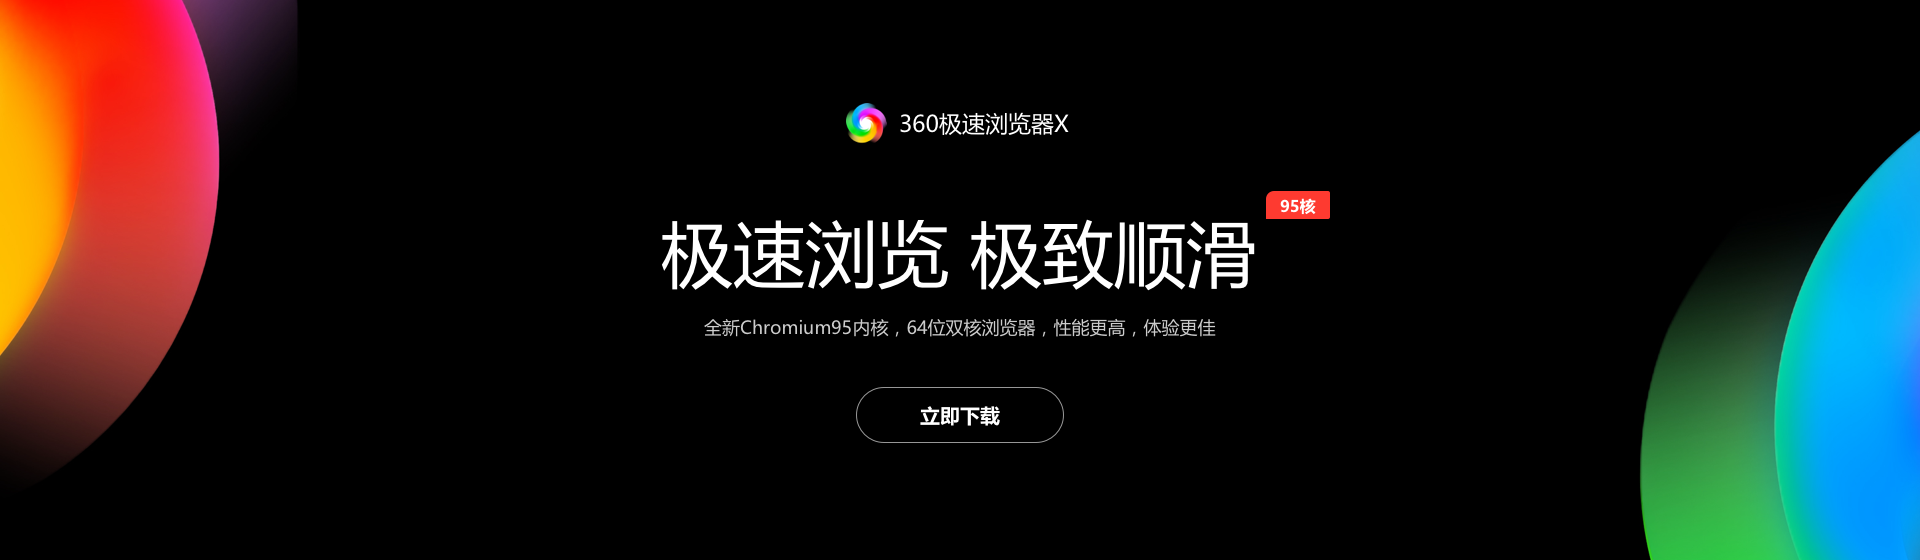 360极速浏览器X
95核
极速浏览 极致顺滑
全新Chromium95内核，64位双核浏览器，性能更高，体验更佳
立即下载